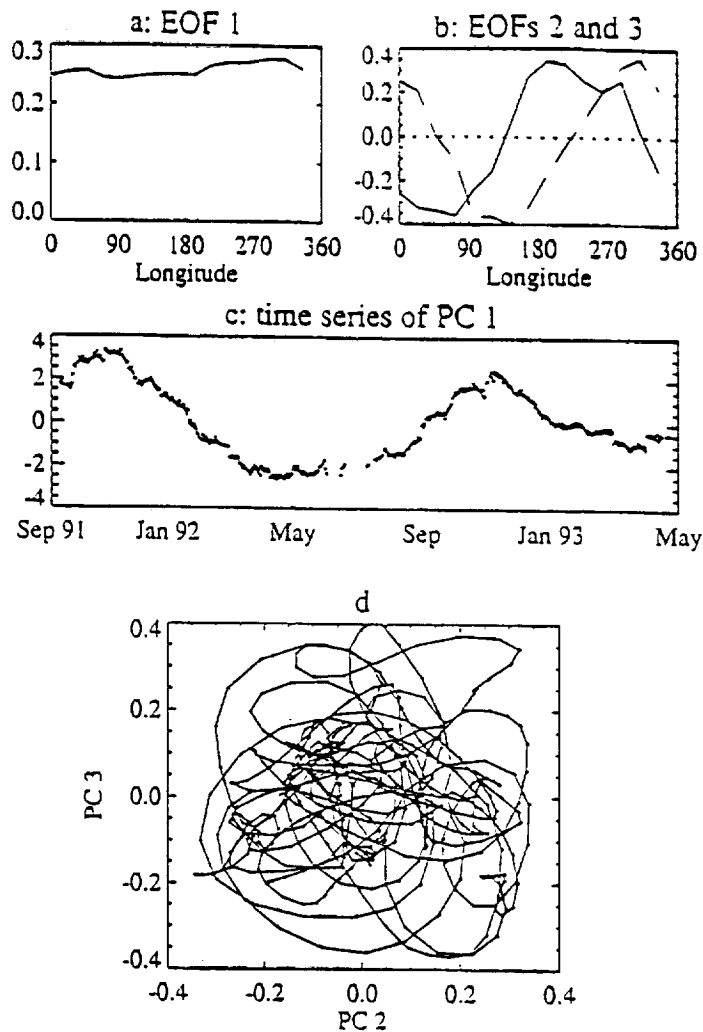 a: EOF 1
b: EOFs 2 and 3
0.3
0.2
0.1
0.0
0 90 180 270 360
Longitude
0.4
0.2
0.0
-0.2
-0.4
0 90 180 270 360
Longitude
c: time series of PC 1
4
2
0
-2
-4
Sep 91 Jan 92 May Sep Jan 93 May
d
0.4
0.2
0.0
-0.2
-0.4
PC 3
-0.4 -0.2 0.0 0.2 0.4
PC 2